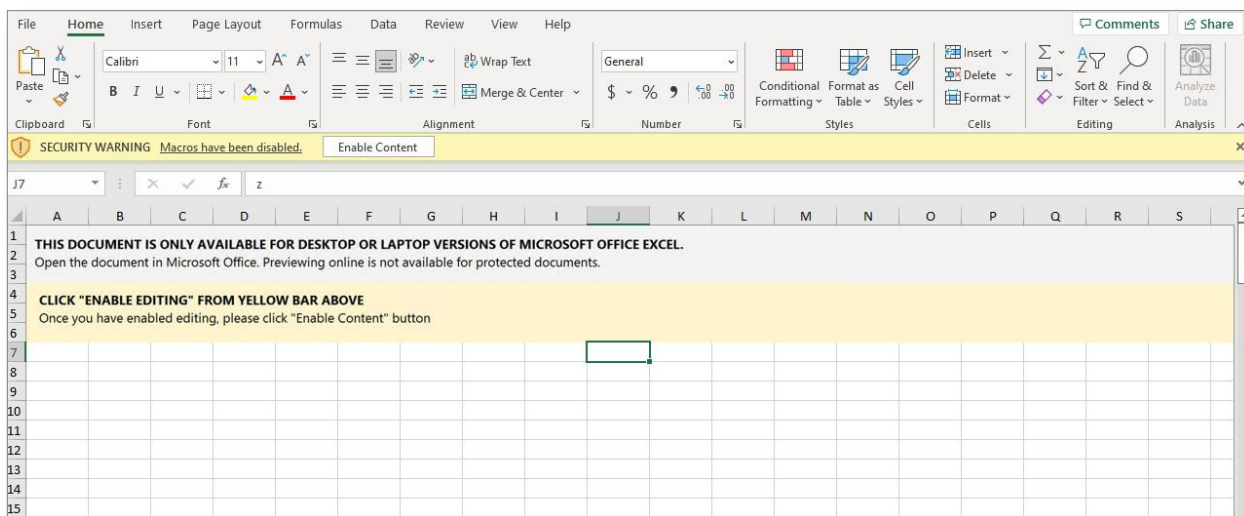 File Home Insert Page Layout Formulas Data Review View Help Comments Share
Calibri 11 A^ A˅ ab Wrap Text General Insert Σ
Paste B I U A Merge & Center $ % 9 Conditional Formatting Format as Table Cell Styles Delete Format Sort & Filter Find & Select Analyze Data
Clipboard Font Alignment Number Styles Cells Editing Analysis
SECURITY WARNING Macros have been disabled. Enable Content
J7 fx z
A B C D E F G H I J K L M N O P Q R S
1
THIS DOCUMENT IS ONLY AVAILABLE FOR DESKTOP OR LAPTOP VERSIONS OF MICROSOFT OFFICE EXCEL.
2
Open the document in Microsoft Office. Previewing online is not available for protected documents.
3
4
CLICK "ENABLE EDITING" FROM YELLOW BAR ABOVE
5
Once you have enabled editing, please click "Enable Content" button
6
7
8
9
10
11
12
13
14
15